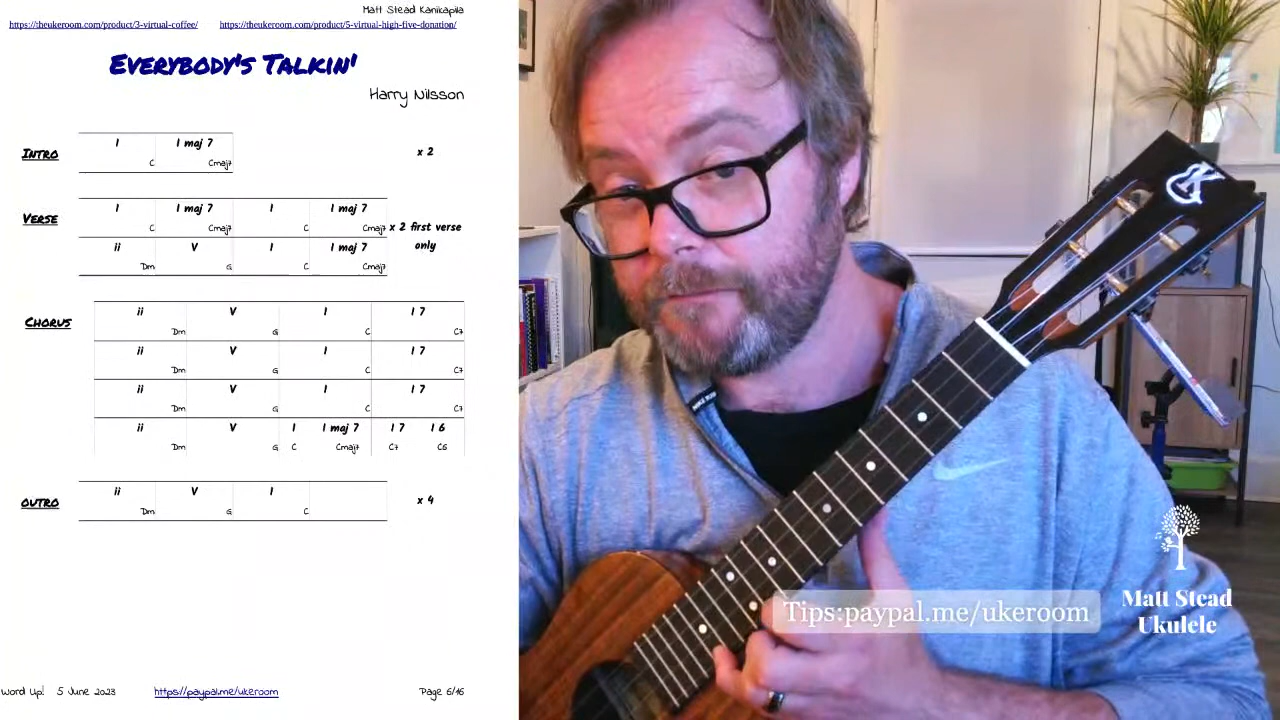 Matt Stead Kanikapila
https://theukeroom.com/product/3-virtual-coffee/ https://theukeroom.com/product/5-virtual-high-five-donation/
Everybody's Talkin'
Harry Nilsson
Intro
I I maj 7 x 2
C Cmaj7
Verse
I I maj 7 I I maj 7
C Cmaj7 C Cmaj7
x 2 first verse
only
ii V I I maj 7
Dm G C Cmaj7
Chorus
ii V I I 7
Dm G C C7
ii V I I 7
Dm G C C7
ii V I I 7
Dm G C C7
ii V I I maj 7 I 7 I 6
Dm G C Cmaj7 C7 C6
outro
ii V I x 4
Dm G C
Word Up! 5 June 2023 https://paypal.me/ukeroom Page 6/16
K
Tips:paypal.me/ukeroom
Matt Stead
Ukulele